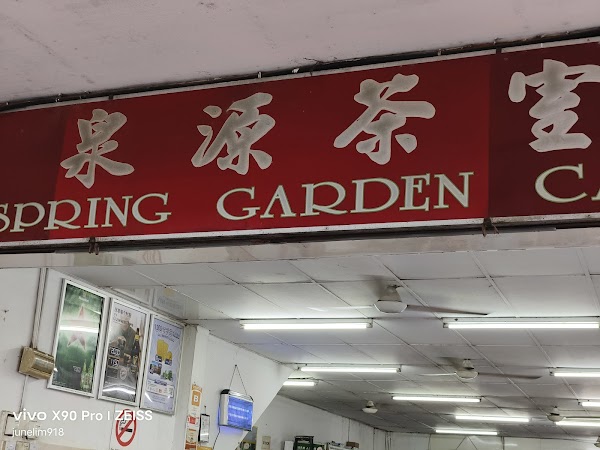 泉源茶室
SPRING GARDEN CA
vivo X90 Pro | ZEISS
junelim918